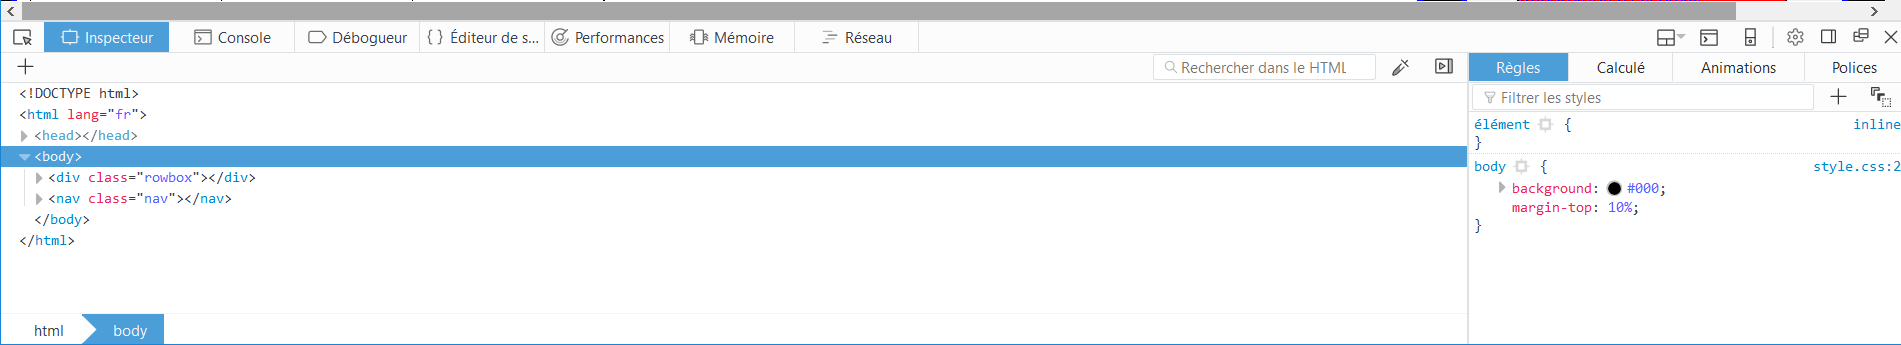 Inspecteur Console Débogueur { } Éditeur de s... Performances Mémoire Réseau
+ Rechercher dans le HTML
Règles Calculé Animations Polices
Filtrer les styles +
<!DOCTYPE html>
<html lang="fr">
<head></head>
<body>
<div class="rowbox"></div>
<nav class="nav"></nav>
</body>
</html>
html body
élément { inline
}
body { style.css:2
background: #000;
margin-top: 10%;
}